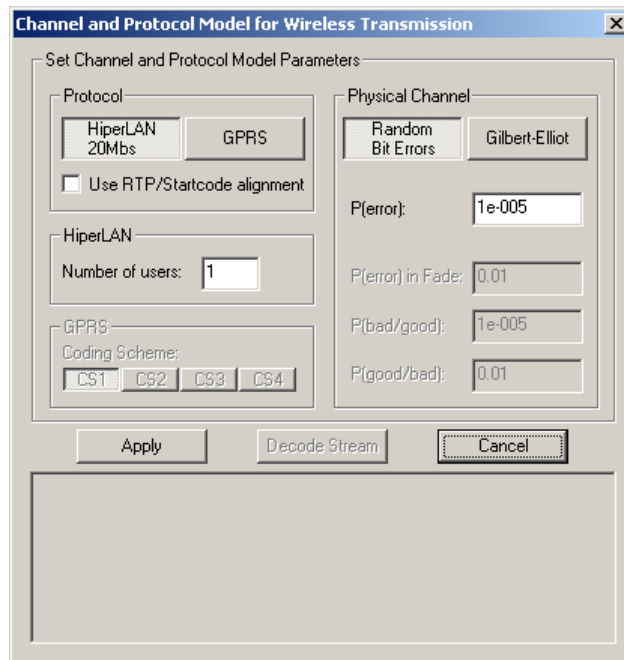 Channel and Protocol Model for Wireless Transmission
Set Channel and Protocol Model Parameters
Protocol
HiperLAN
20Mbs
GPRS
Use RTP/Startcode alignment
HiperLAN
Number of users: 1
GPRS
Coding Scheme:
CS1 CS2 CS3 CS4
Physical Channel
Random
Bit Errors
Gilbert-Elliot
P(error): 1e-005
P(error) in Fade: 0.01
P(bad/good): 1e-005
P(good/bad): 0.01
Apply Decode Stream Cancel